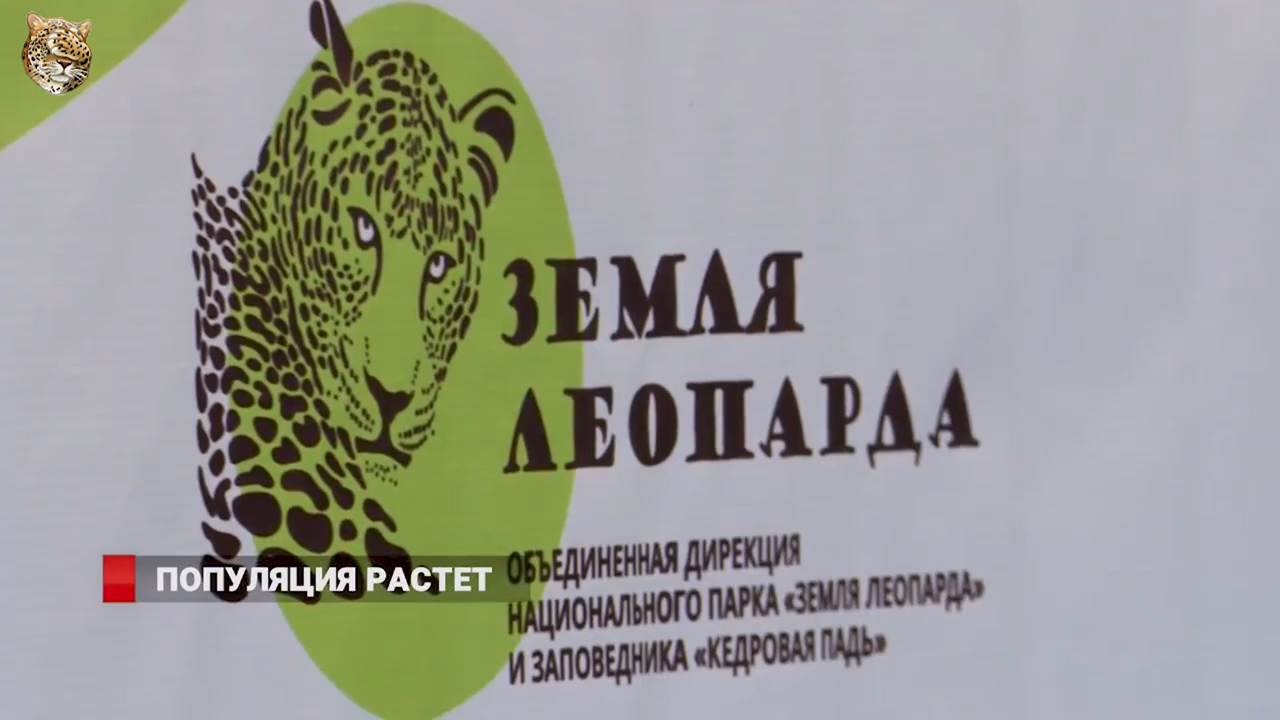 ЗЕМЛЯ
ЛЕОПАРДА
ОБЪЕДИНЕННАЯ ДИРЕКЦИЯ
НАЦИОНАЛЬНОГО ПАРКА «ЗЕМЛЯ ЛЕОПАРДА»
И ЗАПОВЕДНИКА «КЕДРОВАЯ ПАДЬ»
ПОПУЛЯЦИЯ РАСТЕТ